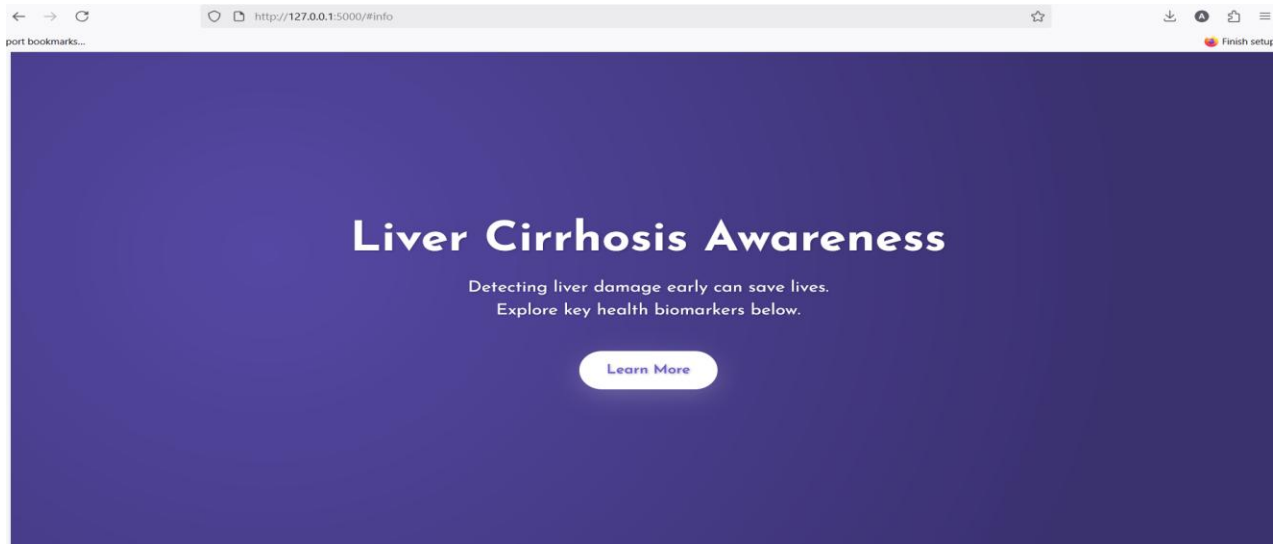 http://127.0.0.1:5000/#info
port bookmarks...
Finish setup
Liver Cirrhosis Awareness
Detecting liver damage early can save lives.
Explore key health biomarkers below.
Learn More